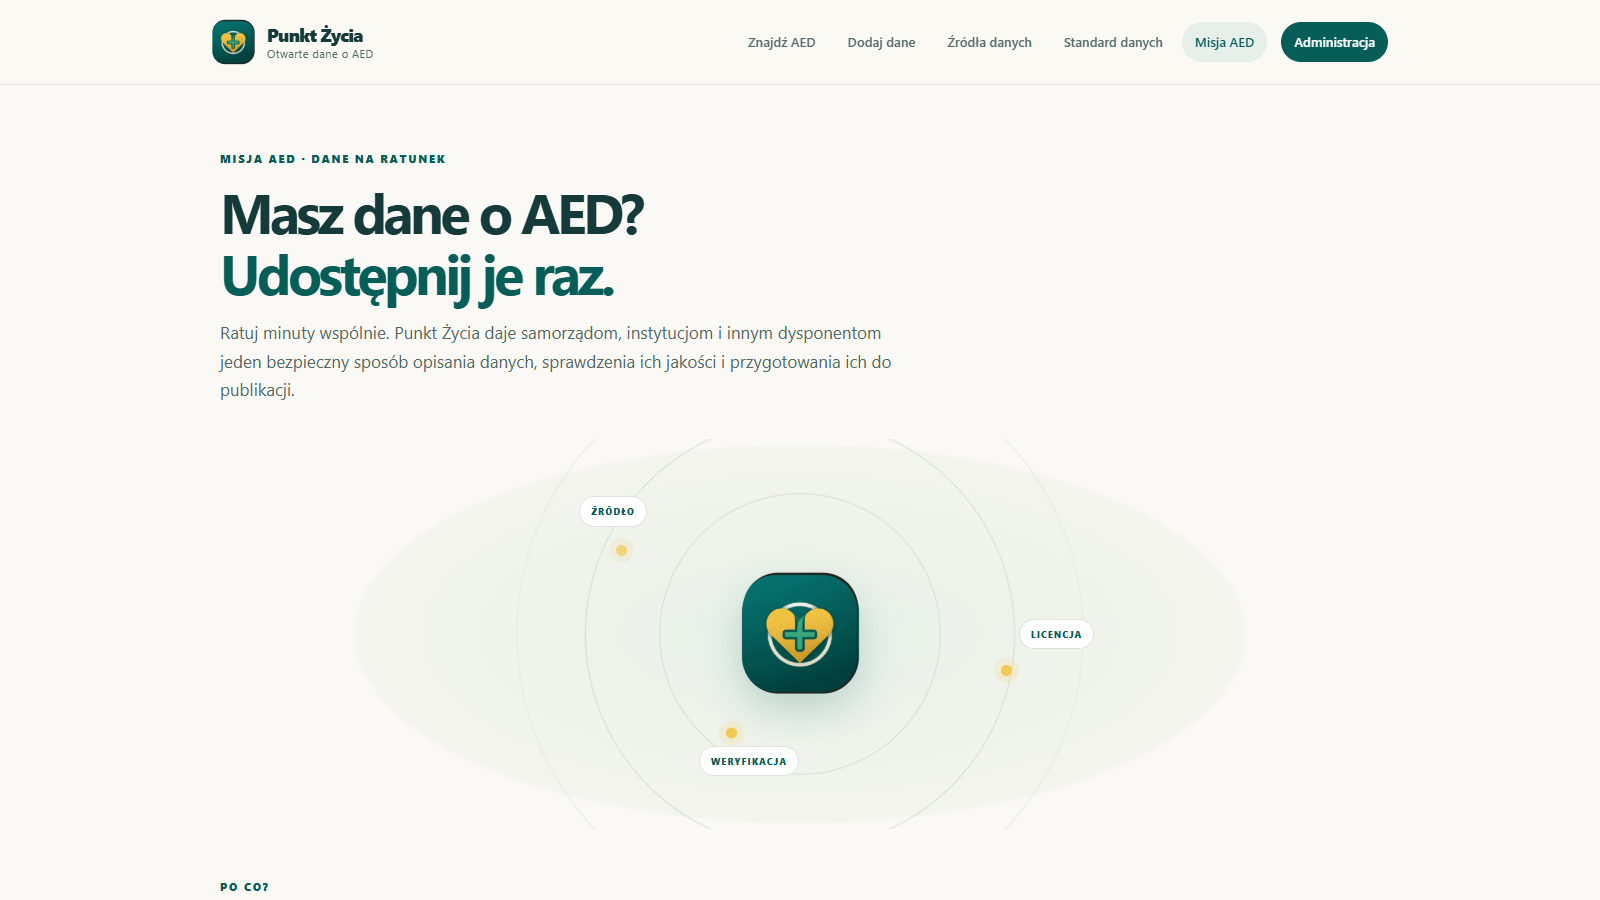 Punkt Życia
Otwarte dane o AED
Znajdź AED
Dodaj dane
Źródła danych
Standard danych
Misja AED
Administracja
MISJA AED · DANE NA RATUNEK
Masz dane o AED?
Udostępnij je raz.
Ratuj minuty wspólnie. Punkt Życia daje samorządom, instytucjom i innym dysponentom
jeden bezpieczny sposób opisania danych, sprawdzenia ich jakości i przygotowania ich do
publikacji.
ŹRÓDŁO
LICENCJA
WERYFIKACJA
PO CO?